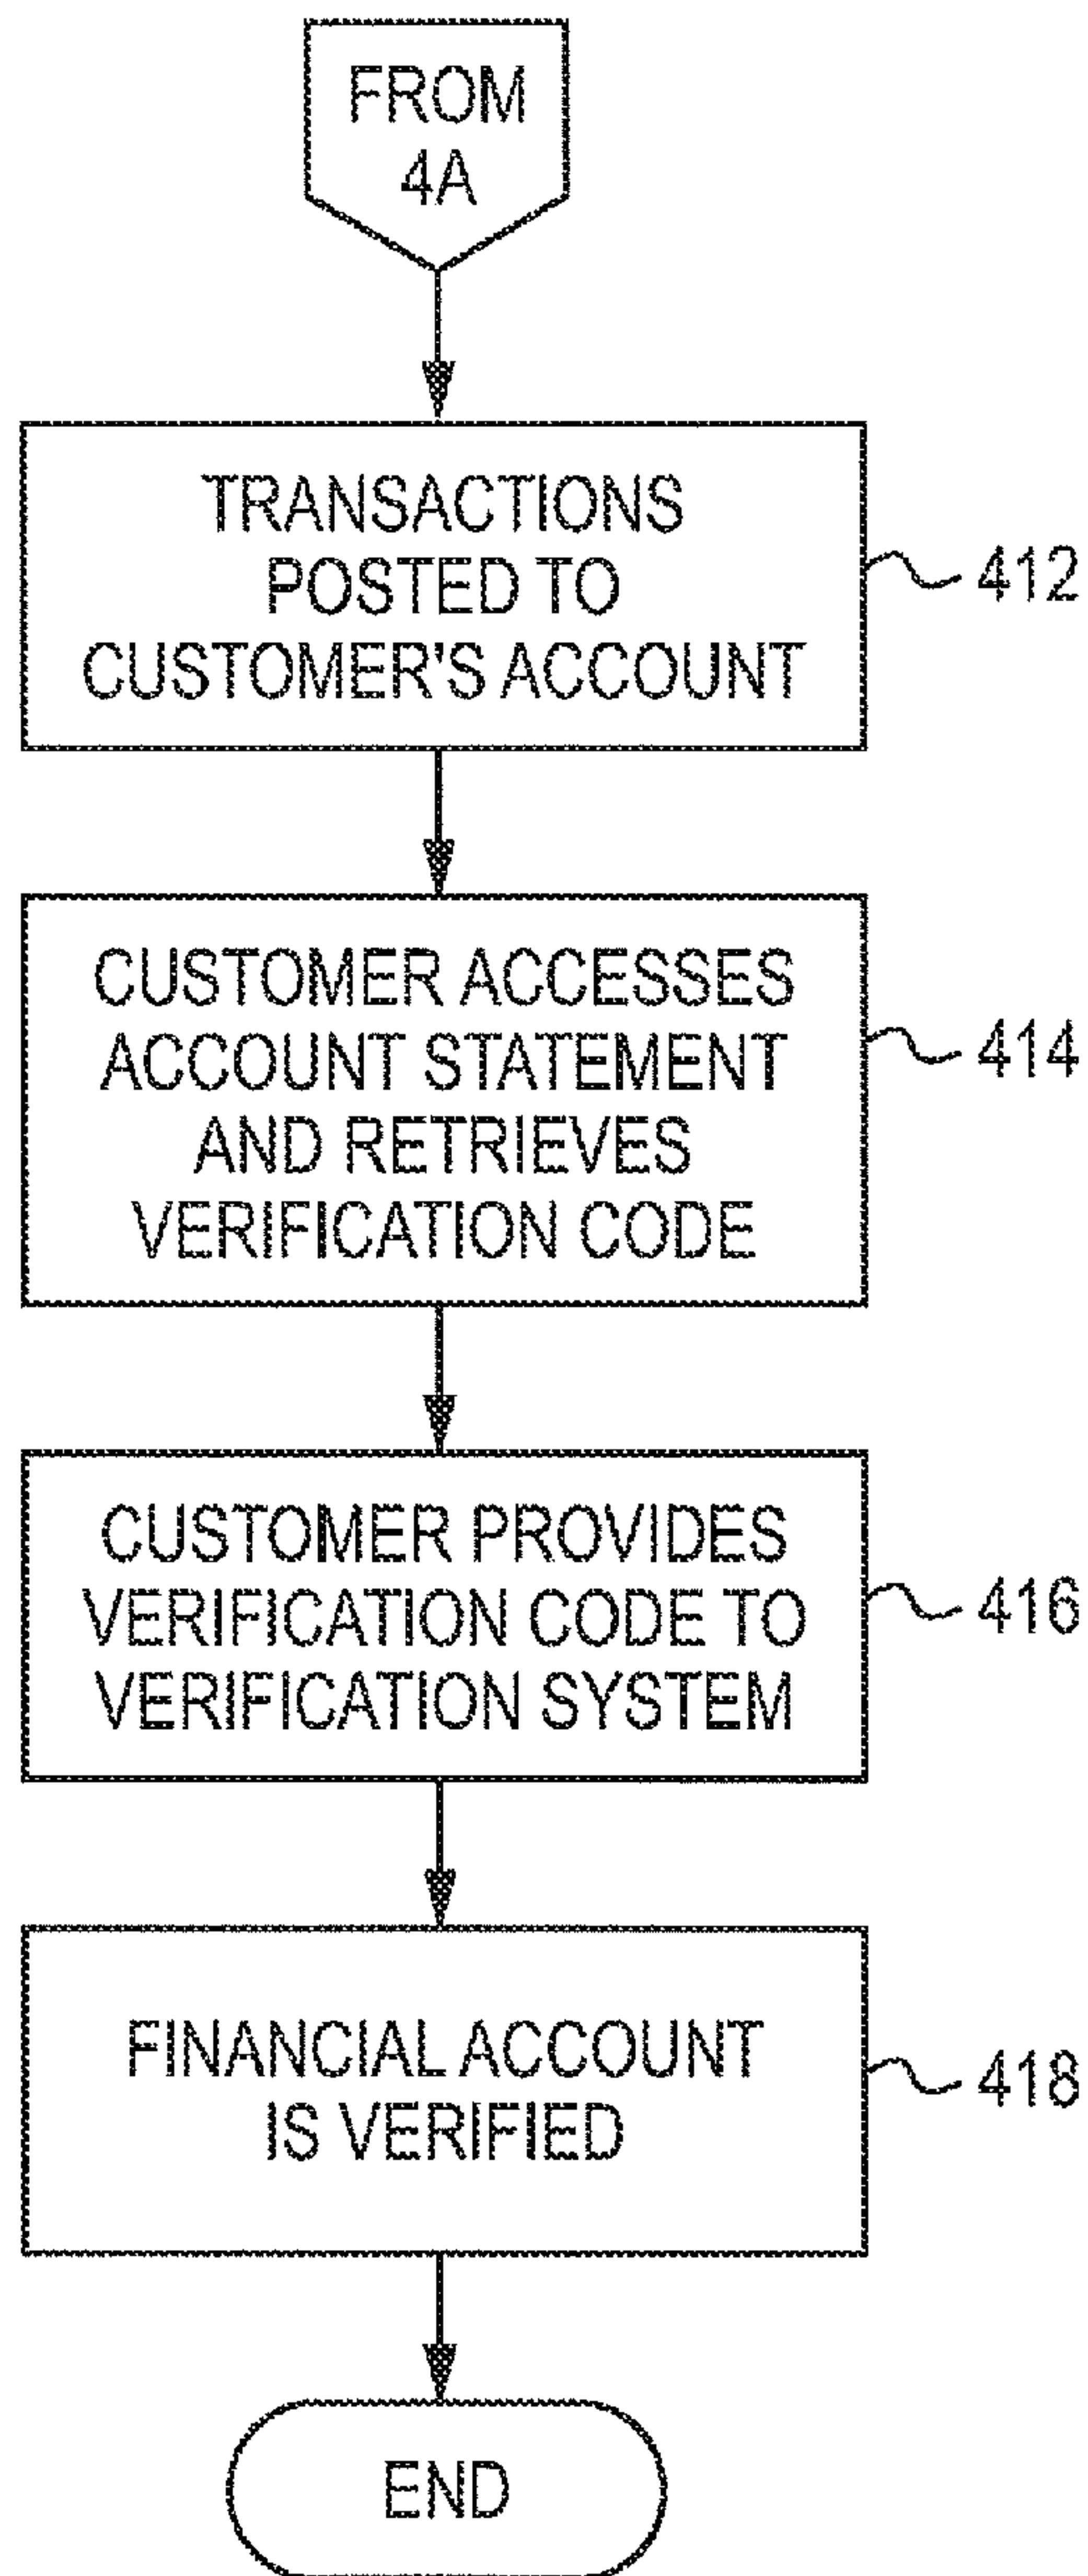 FROM
4A
TRANSACTIONS
POSTED TO
CUSTOMER'S ACCOUNT
412
CUSTOMER ACCESSES
ACCOUNT STATEMENT
AND RETRIEVES
VERIFICATION CODE
414
CUSTOMER PROVIDES
VERIFICATION CODE TO
VERIFICATION SYSTEM
416
FINANCIAL ACCOUNT
IS VERIFIED
418
END